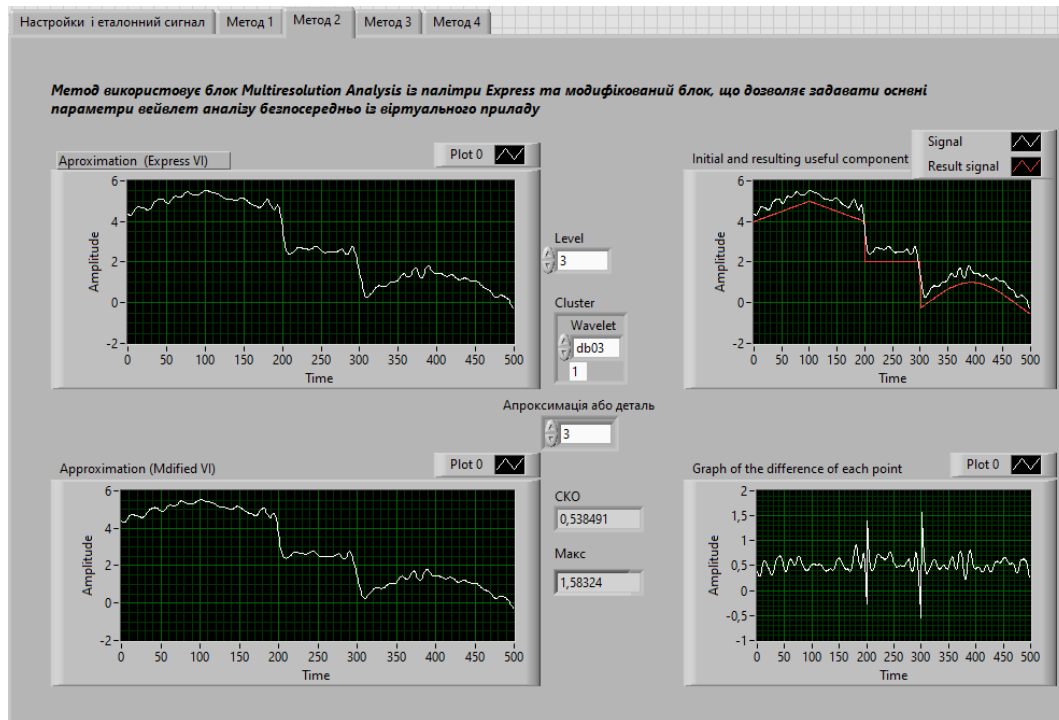 Настройки і еталонний сигнал Метод 1 Метод 2 Метод 3 Метод 4
Метод використовує блок Multiresolution Analysis із палітри Express та модифікований блок, що дозволяє задавати оснвні
параметри вейвлет аналізу безпосередньо із віртуального приладу
Aproximation (Express VI)
Plot 0
6
4
2
0
-2
Amplitude
0 50 100 150 200 250 300 350 400 450 500
Time
Level
3
Cluster
Wavelet
db03
1
Initial and resulting useful component
Signal
Result signal
6
4
2
0
-2
Amplitude
0 50 100 150 200 250 300 350 400 450 500
Time
Апроксимація або деталь
3
Approximation (Mdified VI)
Plot 0
6
4
2
0
-2
Amplitude
0 50 100 150 200 250 300 350 400 450 500
Time
СКО
0,538491
Макс
1,58324
Graph of the difference of each point
Plot 0
2
1,5
1
0,5
0
-0,5
-1
Amplitude
0 50 100 150 200 250 300 350 400 450 500
Time